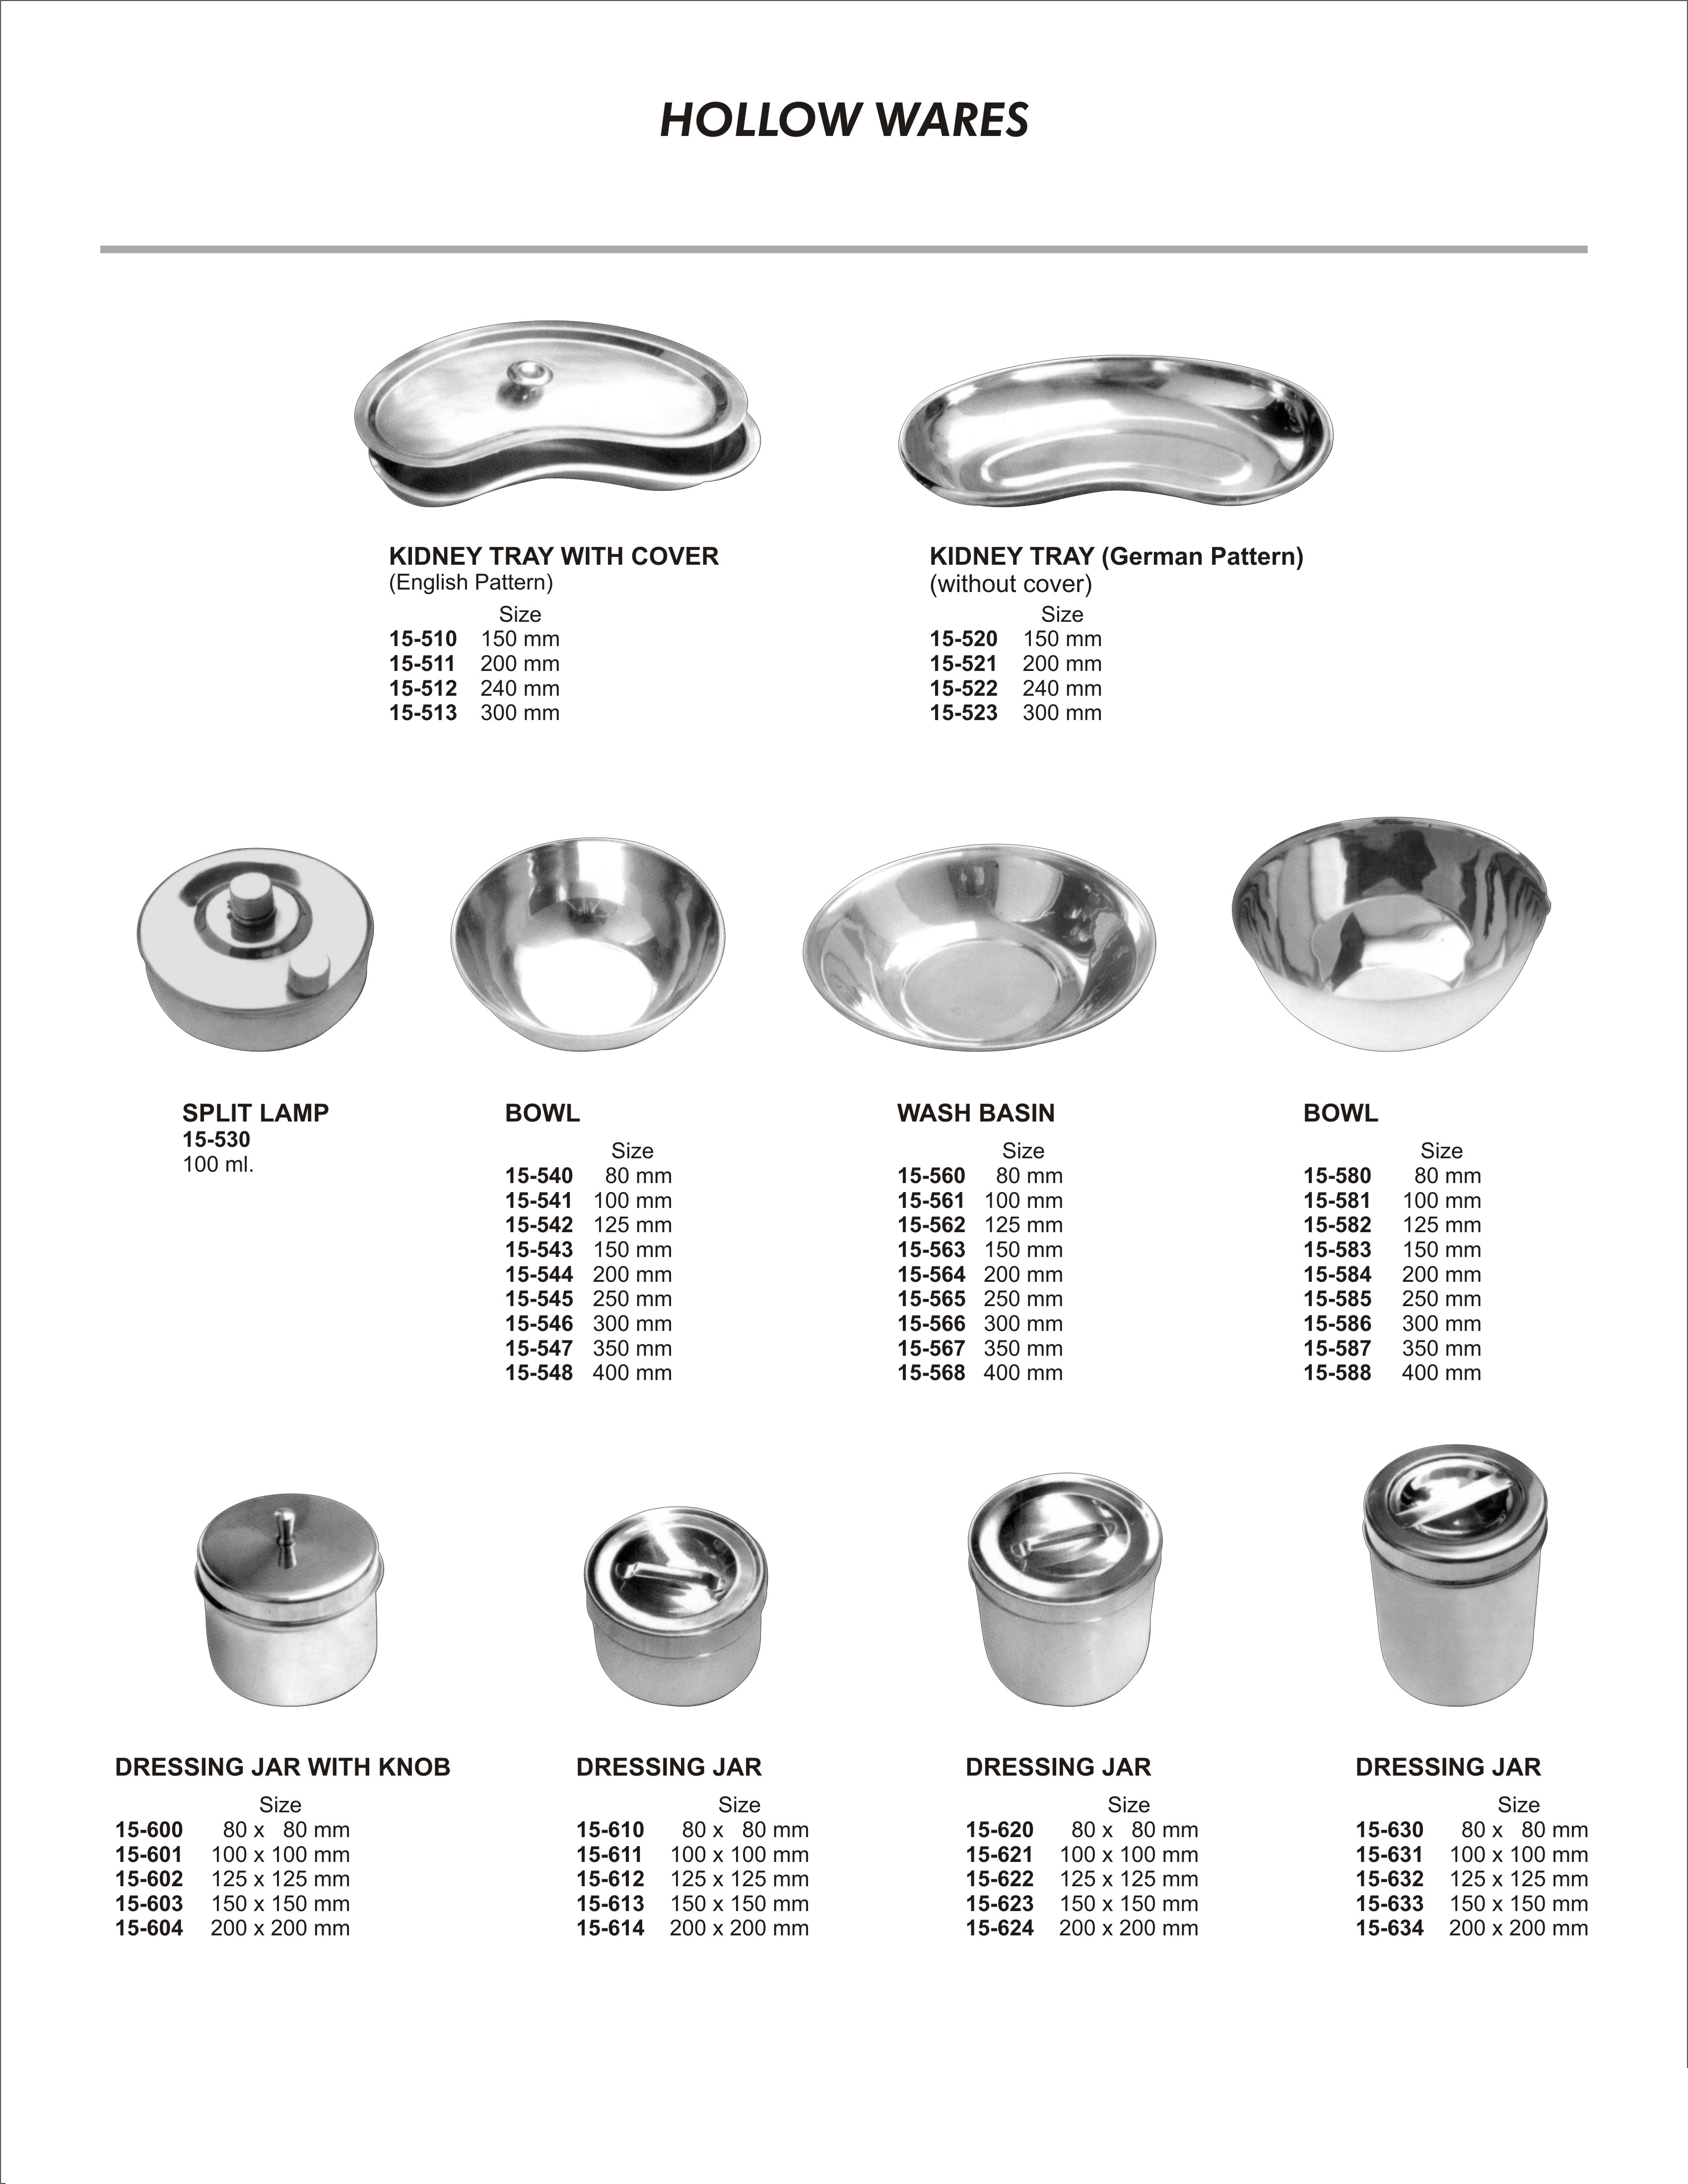 HOLLOW WARES
KIDNEY TRAY WITH COVER
(English Pattern)
Size
15-510 150 mm
15-511 200 mm
15-512 240 mm
15-513 300 mm
KIDNEY TRAY (German Pattern)
(without cover)
Size
15-520 150 mm
15-521 200 mm
15-522 240 mm
15-523 300 mm
SPLIT LAMP
15-530
100 ml.
BOWL
Size
15-540 80 mm
15-541 100 mm
15-542 125 mm
15-543 150 mm
15-544 200 mm
15-545 250 mm
15-546 300 mm
15-547 350 mm
15-548 400 mm
WASH BASIN
Size
15-560 80 mm
15-561 100 mm
15-562 125 mm
15-563 150 mm
15-564 200 mm
15-565 250 mm
15-566 300 mm
15-567 350 mm
15-568 400 mm
BOWL
Size
15-580 80 mm
15-581 100 mm
15-582 125 mm
15-583 150 mm
15-584 200 mm
15-585 250 mm
15-586 300 mm
15-587 350 mm
15-588 400 mm
DRESSING JAR WITH KNOB
Size
15-600 80 x 80 mm
15-601 100 x 100 mm
15-602 125 x 125 mm
15-603 150 x 150 mm
15-604 200 x 200 mm
DRESSING JAR
Size
15-610 80 x 80 mm
15-611 100 x 100 mm
15-612 125 x 125 mm
15-613 150 x 150 mm
15-614 200 x 200 mm
DRESSING JAR
Size
15-620 80 x 80 mm
15-621 100 x 100 mm
15-622 125 x 125 mm
15-623 150 x 150 mm
15-624 200 x 200 mm
DRESSING JAR
Size
15-630 80 x 80 mm
15-631 100 x 100 mm
15-632 125 x 125 mm
15-633 150 x 150 mm
15-634 200 x 200 mm